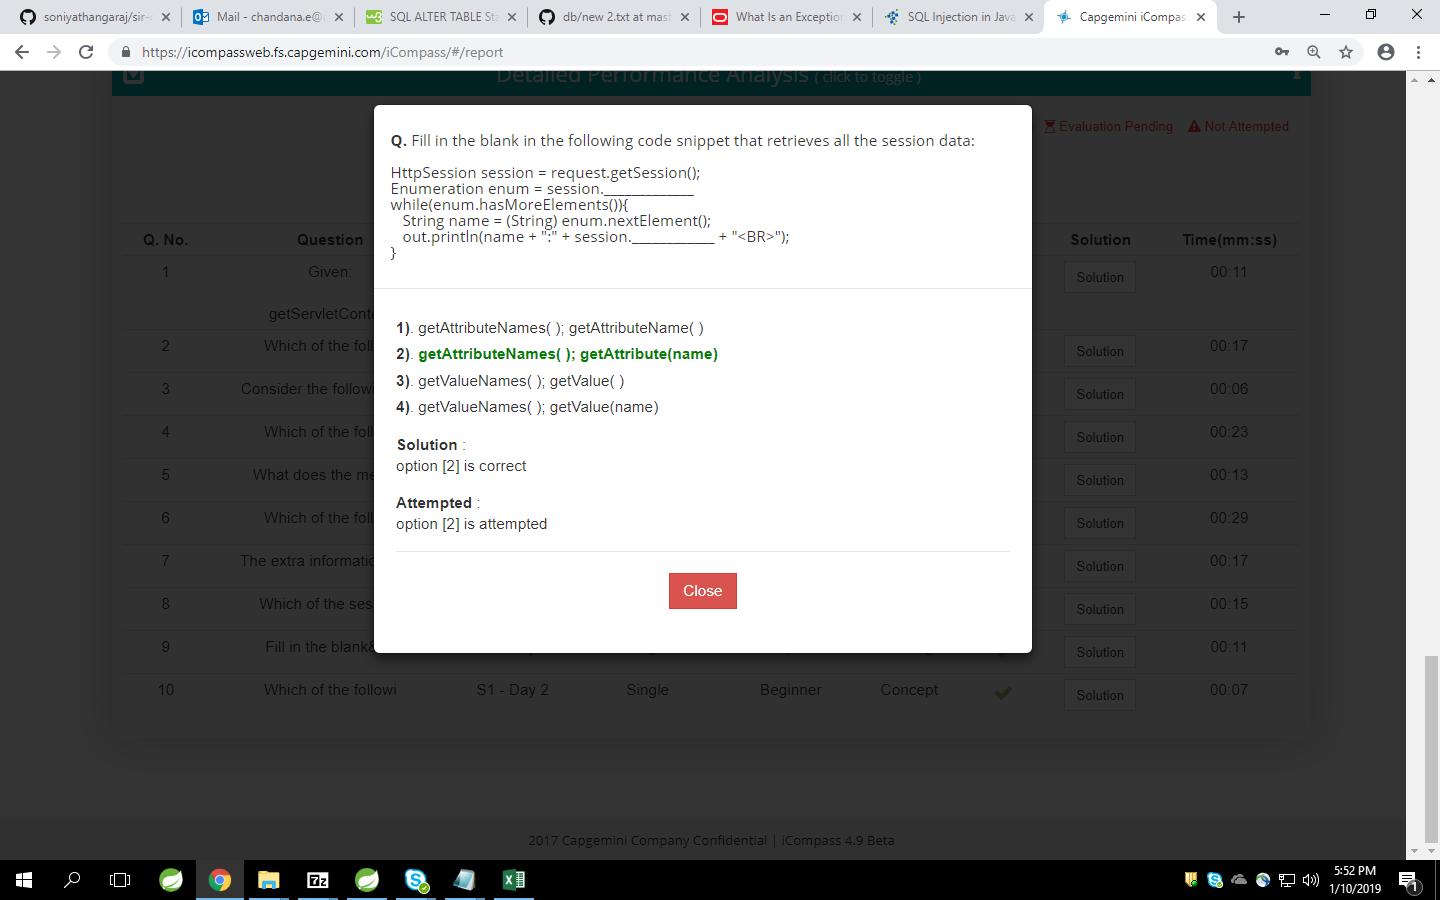 soniyathangaraj/sir-
Mail - chandana.e@
SQL ALTER TABLE Sta
db/new 2.txt at mast
What Is an Exception
SQL Injection in Java
Capgemini iCompas
https://icompassweb.fs.capgemini.com/iCompass/#/report
Detailed Performance Analysis ( click to toggle )
Evaluation Pending Not Attempted
Q. Fill in the blank in the following code snippet that retrieves all the session data:
HttpSession session = request.getSession();
Enumeration enum = session._____________
while(enum.hasMoreElements()){
String name = (String) enum.nextElement();
out.println(name + ":" + session.____________ + "<BR>");
}
1). getAttributeNames( ); getAttributeName( )
2). getAttributeNames( ); getAttribute(name)
3). getValueNames( ); getValue( )
4). getValueNames( ); getValue(name)
Solution :
option [2] is correct
Attempted :
option [2] is attempted
Close
Q. No. Question Solution Time(mm:ss)
1 Given: Solution 00:11
getServletConte
2 Which of the foll Solution 00:17
3 Consider the followi Solution 00:06
4 Which of the foll Solution 00:23
5 What does the me Solution 00:13
6 Which of the foll Solution 00:29
7 The extra informatio Solution 00:17
8 Which of the ses Solution 00:15
9 Fill in the blank& Solution 00:11
10 Which of the followi S1 - Day 2 Single Beginner Concept Solution 00:07
2017 Capgemini Company Confidential | iCompass 4.9 Beta
7z
5:52 PM
1/10/2019
1